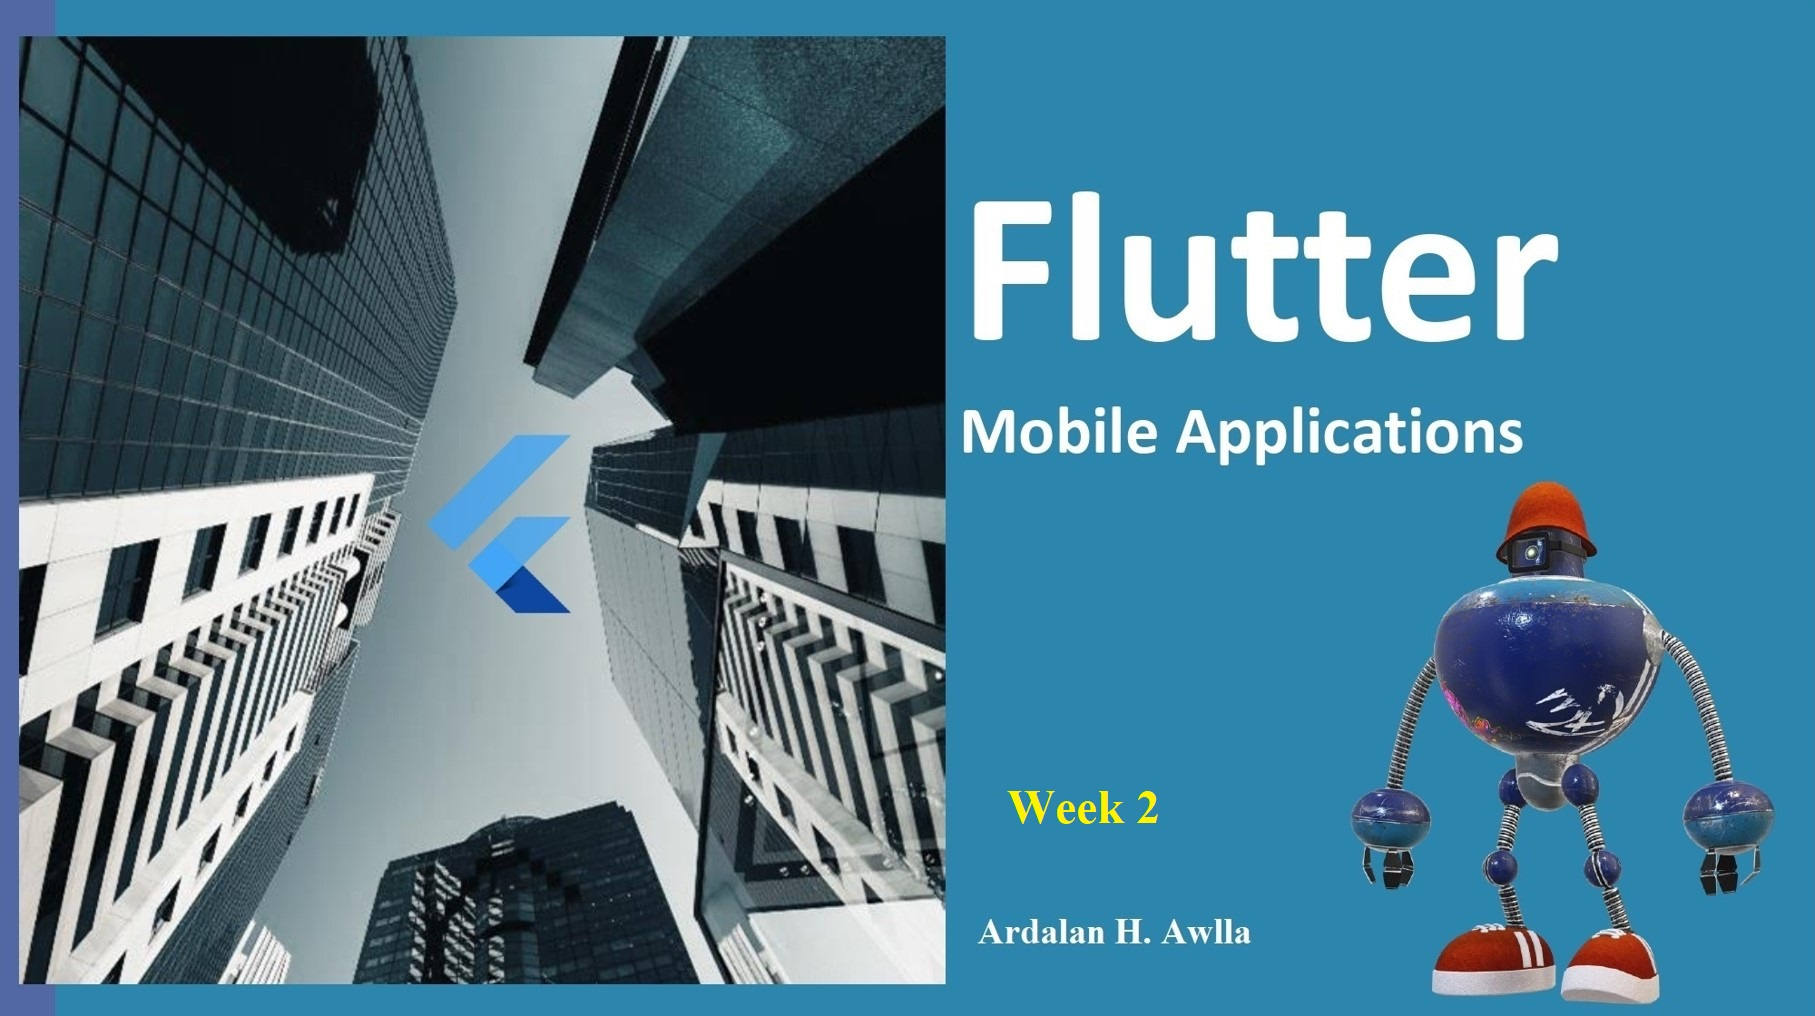 Flutter
Mobile Applications
Week 2
Ardalan H. Awlla